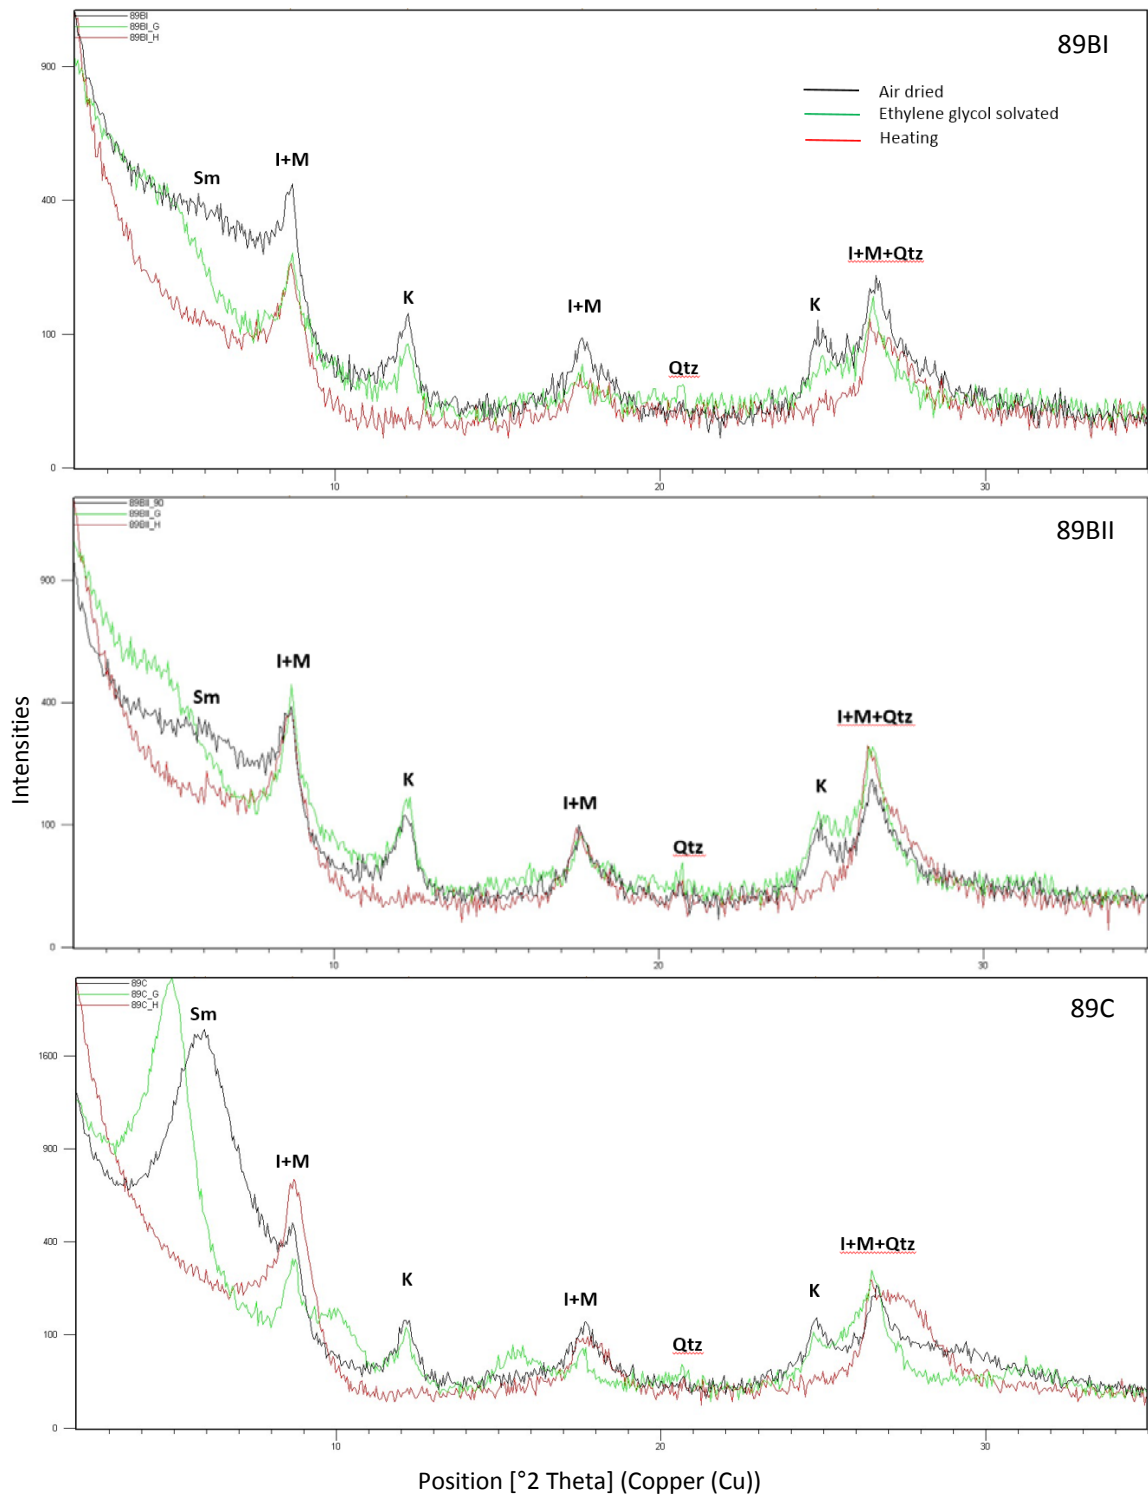 89BI
89BI_G
89BI_H
89BI
Air dried
Ethylene glycol solvated
Heating
900
400
100
0
Sm
I+M
K
I+M
Qtz
K
I+M+Qtz
10
20
30
89BII_90
89BII_G
89BII_H
89BII
900
400
100
0
Sm
I+M
K
I+M
Qtz
K
I+M+Qtz
10
20
30
Intensities
89C
89C_G
89C_H
89C
1600
900
400
100
0
Sm
I+M
K
I+M
Qtz
K
I+M+Qtz
10
20
30
Position [°2 Theta] (Copper (Cu))